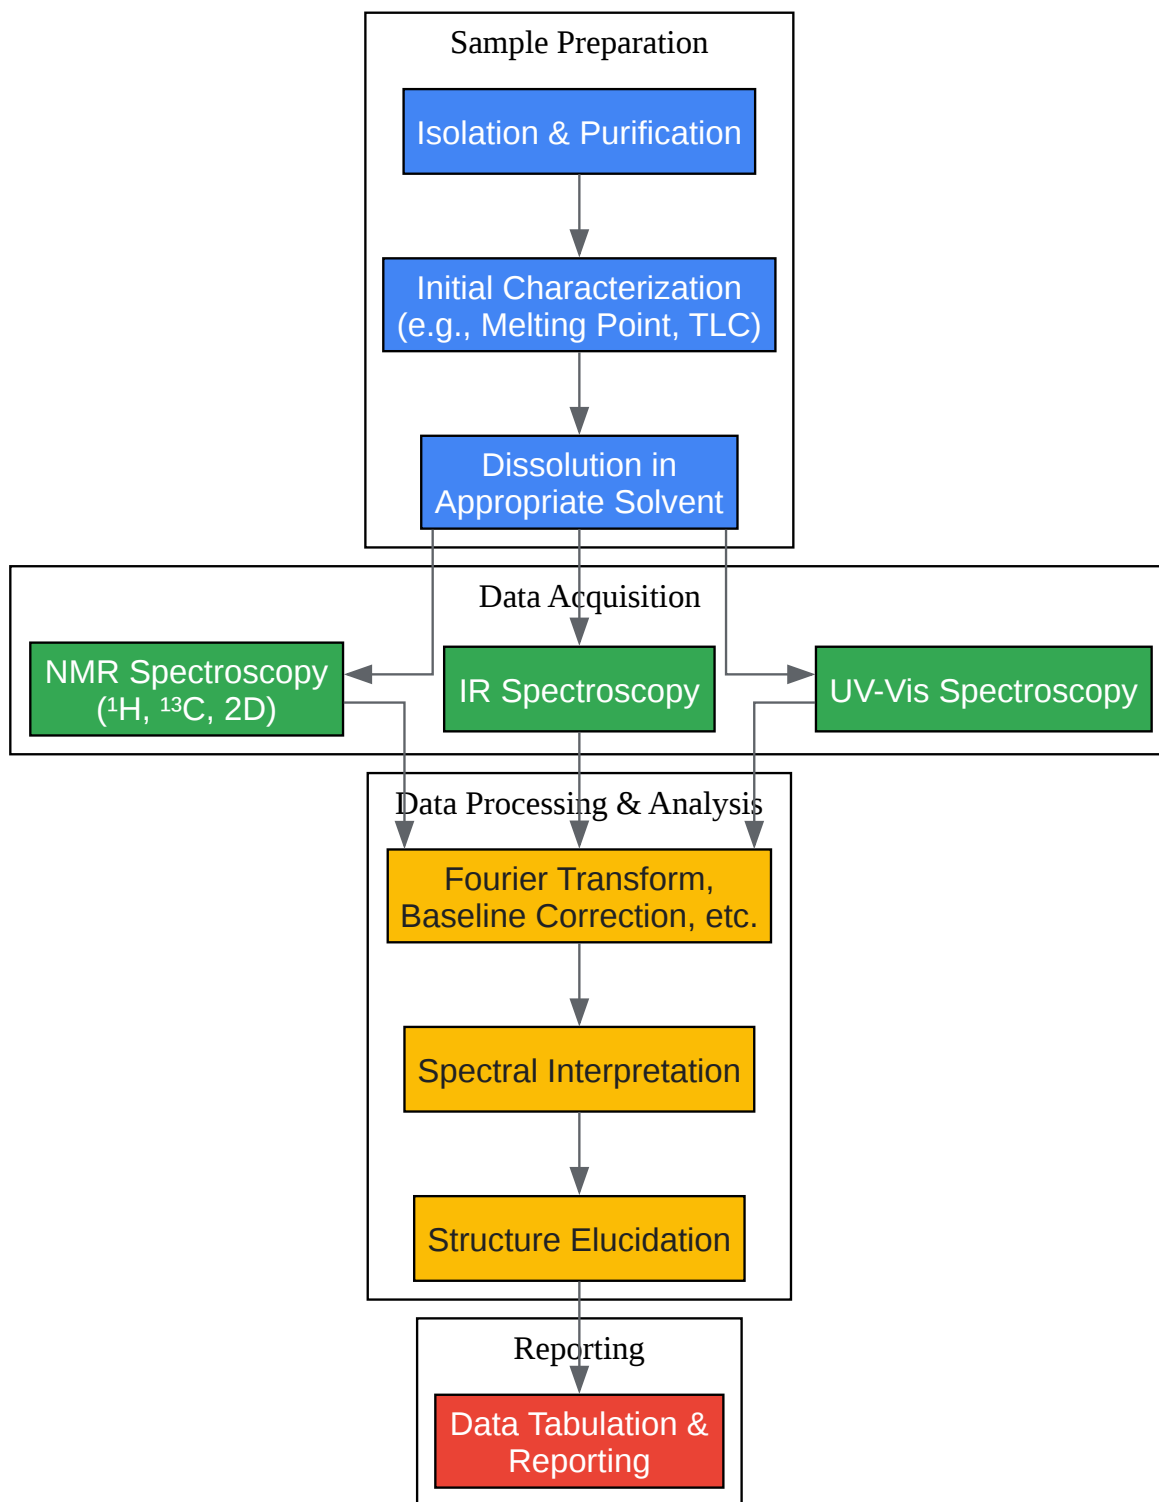 Sample Preparation
Isolation & Purification
Initial Characterization
(e.g., Melting Point, TLC)
Dissolution in
Appropriate Solvent
Data Acquisition
NMR Spectroscopy
(¹H, ¹³C, 2D)
IR Spectroscopy
UV-Vis Spectroscopy
Data Processing & Analysis
Fourier Transform,
Baseline Correction, etc.
Spectral Interpretation
Structure Elucidation
Reporting
Data Tabulation &
Reporting